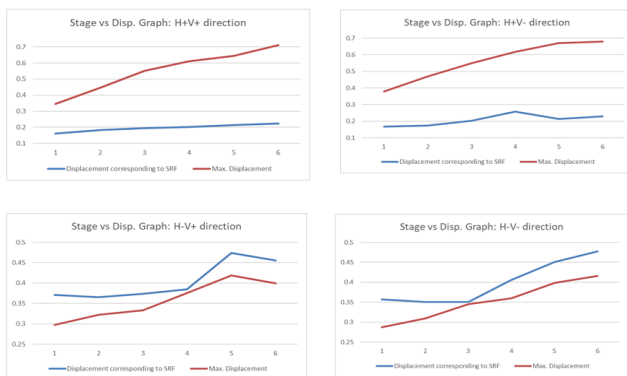 Stage vs Disp. Graph: H+V+ direction
0.7
0.6
0.5
0.4
0.3
0.2
0.1
1 2 3 4 5 6
Displacement corresponding to SRF Max. Displacement
Stage vs Disp. Graph: H+V- direction
0.7
0.6
0.5
0.4
0.3
0.2
0.1
1 2 3 4 5 6
Displacement corresponding to SRF Max. Displacement
Stage vs Disp. Graph: H-V+ direction
0.5
0.45
0.4
0.35
0.3
0.25
1 2 3 4 5 6
Displacement corresponding to SRF Max. Displacement
Stage vs Disp. Graph: H-V- direction
0.5
0.45
0.4
0.35
0.3
0.25
1 2 3 4 5 6
Displacement corresponding to SRF Max. Displacement